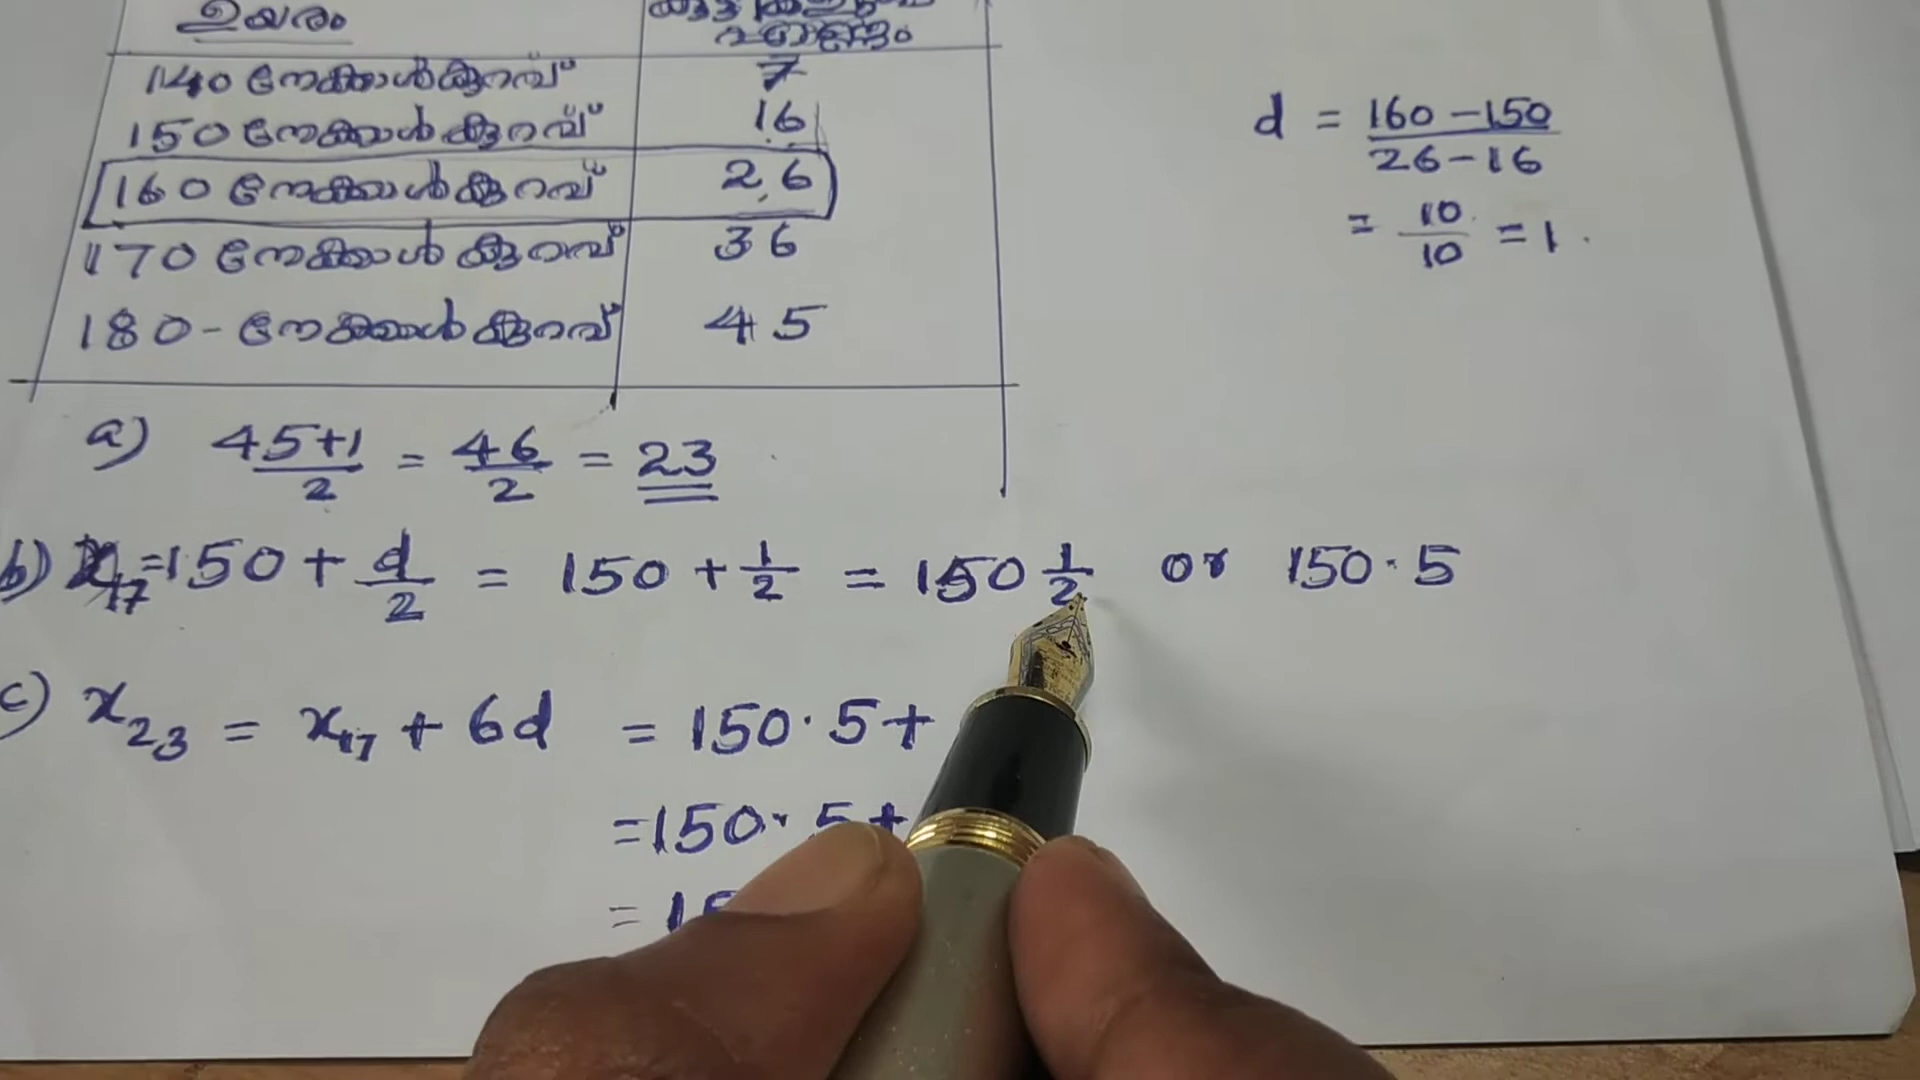 ഉയരം
140 നേക്കാൾ കുറവ് 7
150 നേക്കാൾ കുറവ് 16
160 നേക്കാൾ കുറവ് 26
170 നേക്കാൾ കുറവ് 36
180 - നേക്കാൾ കുറവ് 45
d = 160 - 150 / 26 - 16
= 10/10 = 1.
a) 45+1/2 = 46/2 = 23
b) x₁₇ = 150 + d/2 = 150 + 1/2 = 150 1/2 or 150.5
c) x₂₃ = x₁₇ + 6d = 150.5 +
= 150.5 +
= 15